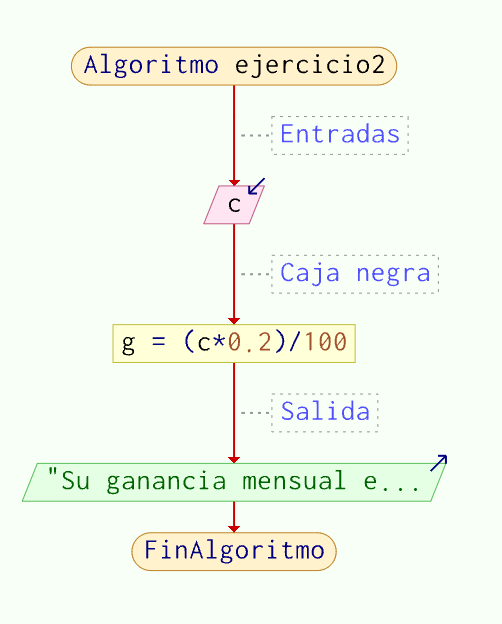 Algoritmo ejercicio2
Entradas
c
Caja negra
g = (c*0.2)/100
Salida
"Su ganancia mensual e...
FinAlgoritmo